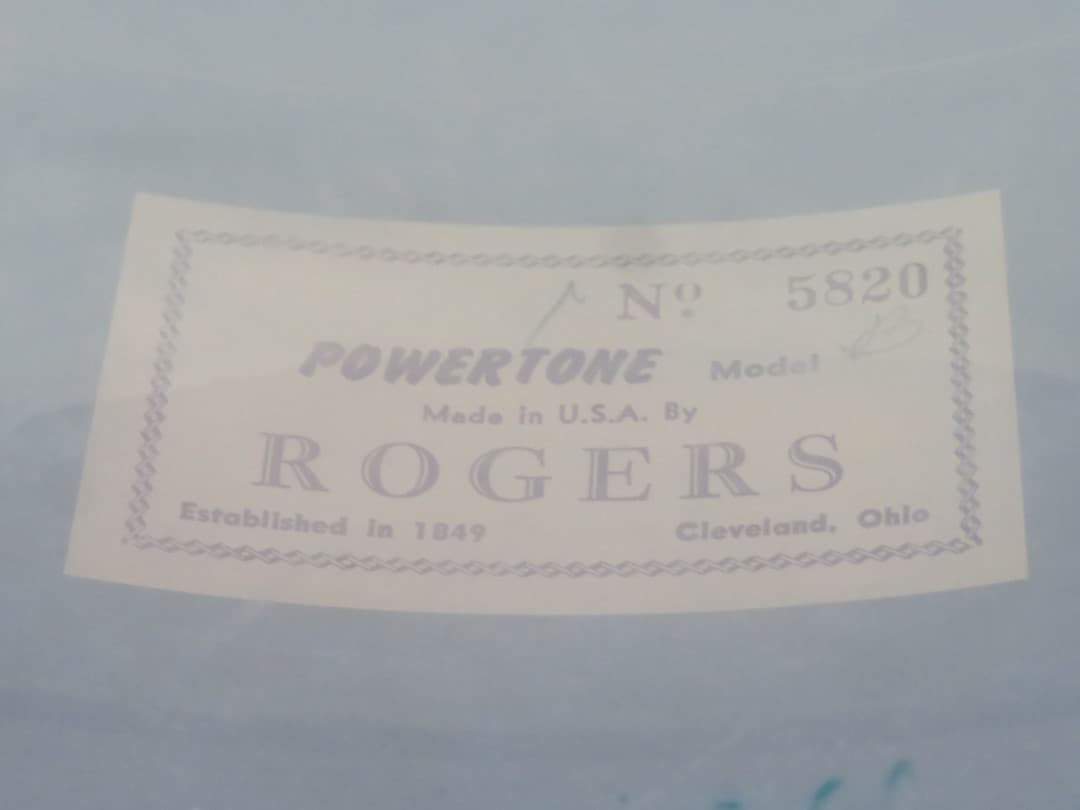 Nº 5820
POWERTONE Model
Made in U.S.A. By
ROGERS
Established in 1849 Cleveland, Ohio